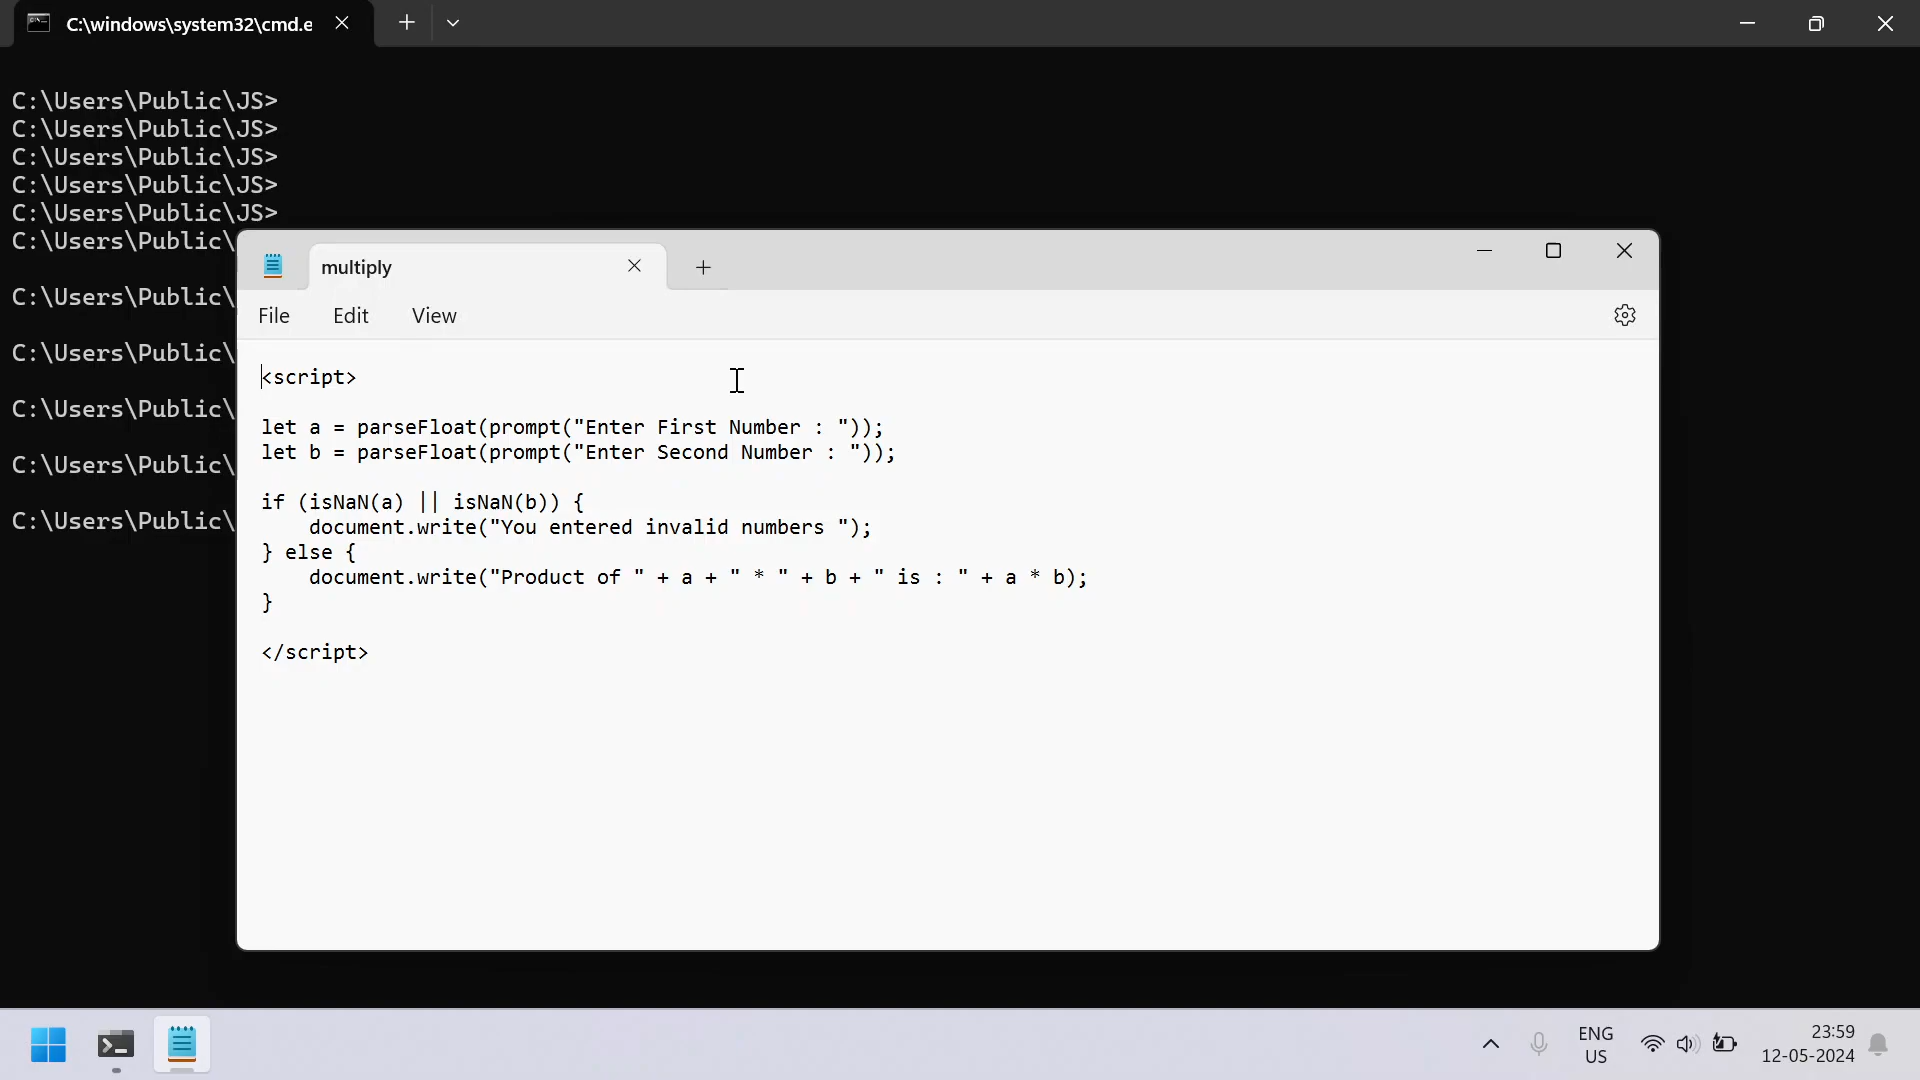 C:\windows\system32\cmd.e
C:\Users\Public\JS>
C:\Users\Public\JS>
C:\Users\Public\JS>
C:\Users\Public\JS>
C:\Users\Public\JS>
C:\Users\Public\
C:\Users\Public\
C:\Users\Public\
C:\Users\Public\
C:\Users\Public\
C:\Users\Public\
multiply
File Edit View
<script>
let a = parseFloat(prompt("Enter First Number : "));
let b = parseFloat(prompt("Enter Second Number : "));
if (isNaN(a) || isNaN(b)) {
    document.write("You entered invalid numbers ");
} else {
    document.write("Product of " + a + " * " + b + " is : " + a * b);
}
</script>
ENG
US
23:59
12-05-2024